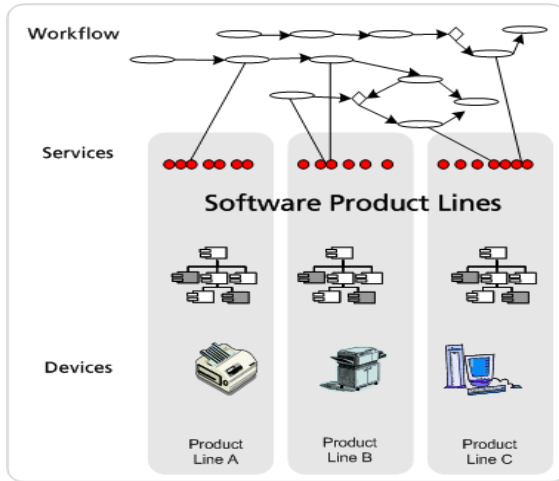 Workflow
Services
Software Product Lines
Devices
Product
Line A
Product
Line B
Product
Line C